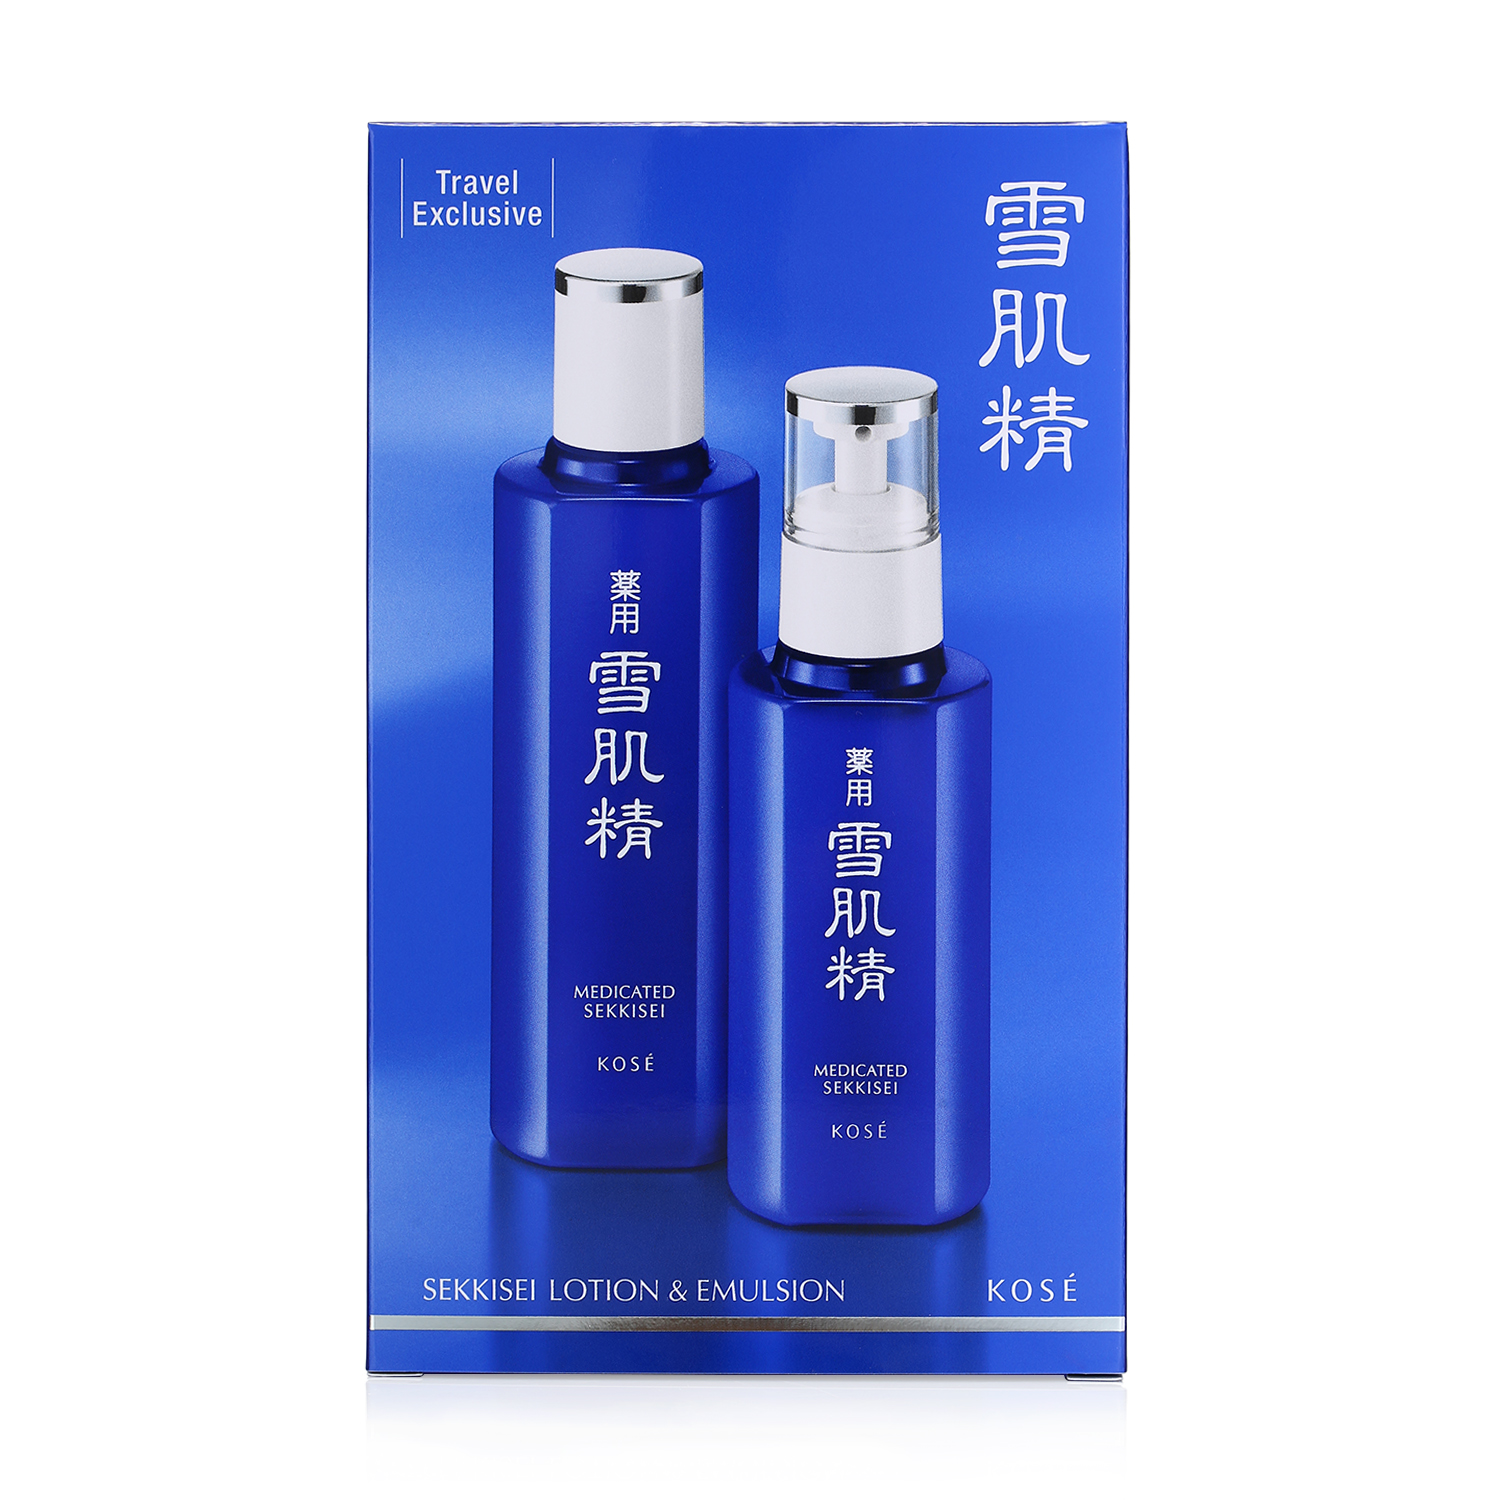 Travel
Exclusive
雪肌精
薬用
雪肌精
MEDICATED
SEKKISEI
KOSÉ
薬用
雪肌精
MEDICATED
SEKKISEI
KOSÉ
SEKKISEI LOTION & EMULSION
KOSÉ